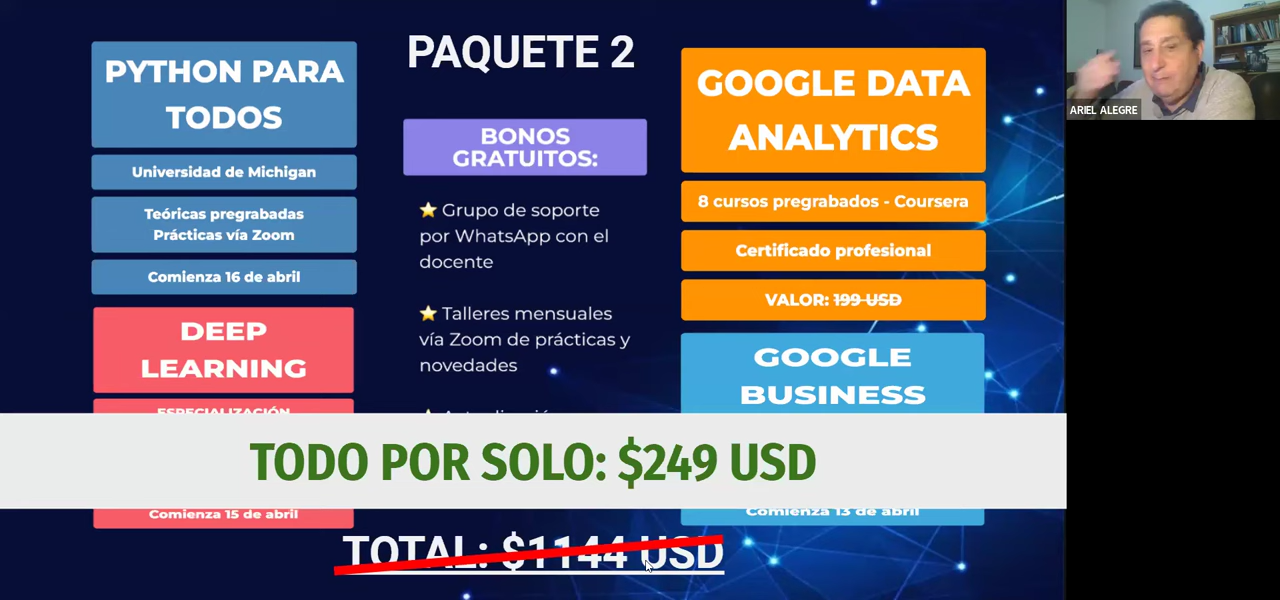 PAQUETE 2
PYTHON PARA
TODOS
Universidad de Michigan
Teóricas pregrabadas
Prácticas vía Zoom
Comienza 16 de abril
DEEP
LEARNING
ESPECIALIZACIÓN
Comienza 15 de abril
BONOS
GRATUITOS:
Grupo de soporte
por WhatsApp con el
docente
Talleres mensuales
vía Zoom de prácticas y
novedades
GOOGLE DATA
ANALYTICS
8 cursos pregrabados - Coursera
Certificado profesional
VALOR: 199 USD
GOOGLE
BUSINESS
Comienza 13 de abril
TODO POR SOLO: $249 USD
TOTAL: $1144 USD
ARIEL ALEGRE